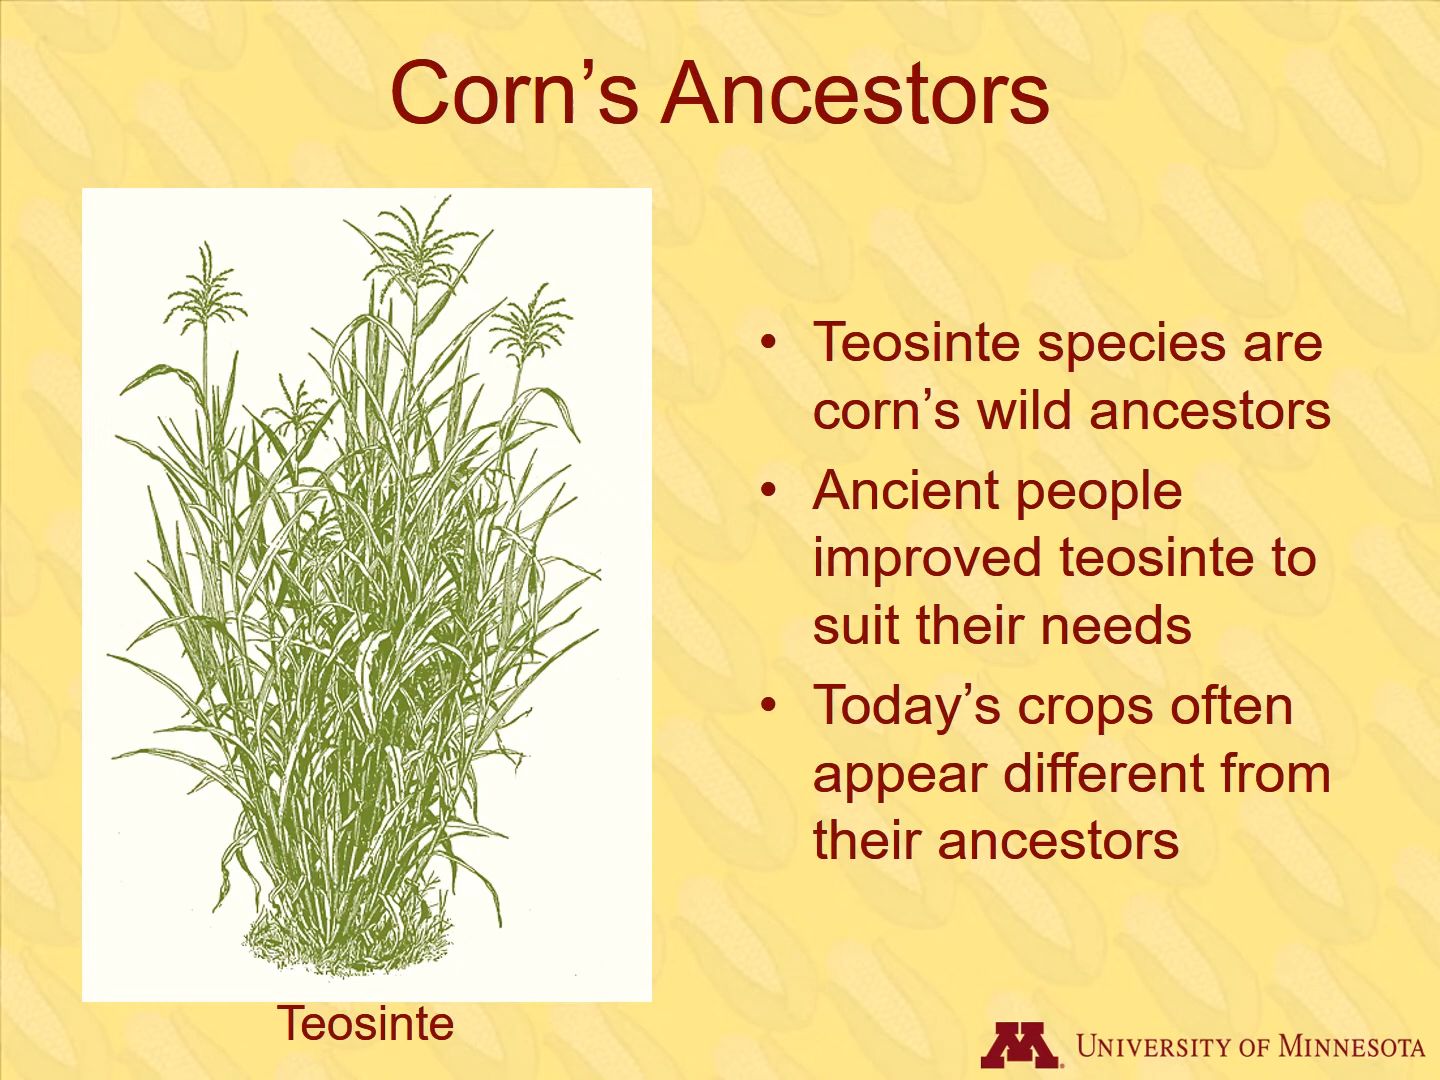 Corn’s Ancestors
• Teosinte species are
corn’s wild ancestors
• Ancient people
improved teosinte to
suit their needs
• Today’s crops often
appear different from
their ancestors
Teosinte
M® UNIVERSITY OF MINNESOTA